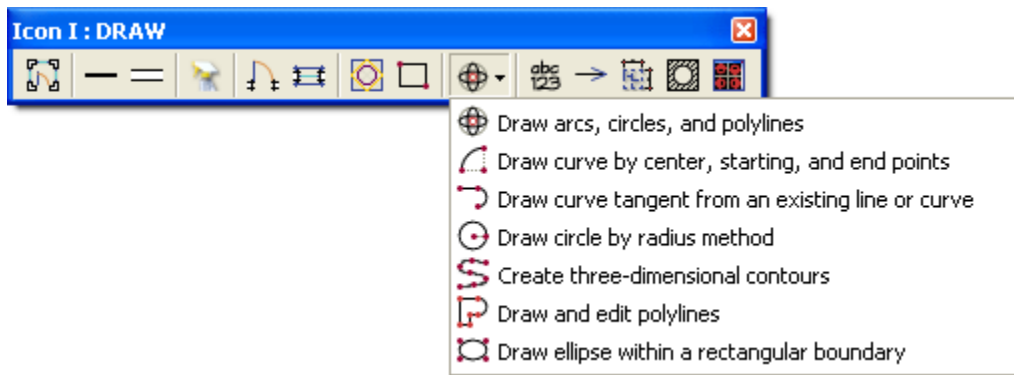 Icon I : DRAW
abc
123
Draw arcs, circles, and polylines
Draw curve by center, starting, and end points
Draw curve tangent from an existing line or curve
Draw circle by radius method
Create three-dimensional contours
Draw and edit polylines
Draw ellipse within a rectangular boundary